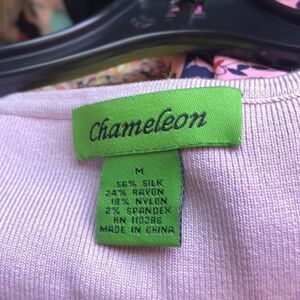 Chameleon
M
56% SILK
24% RAYON
18% NYLON
2% SPANDEX
RN 110286
MADE IN CHINA